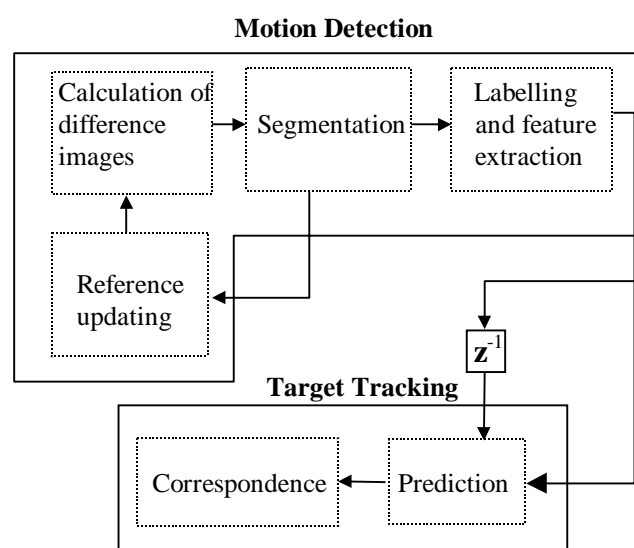 Motion Detection
Calculation of
difference
images
Segmentation
Labelling
and feature
extraction
Reference
updating
z-1
Target Tracking
Correspondence
Prediction